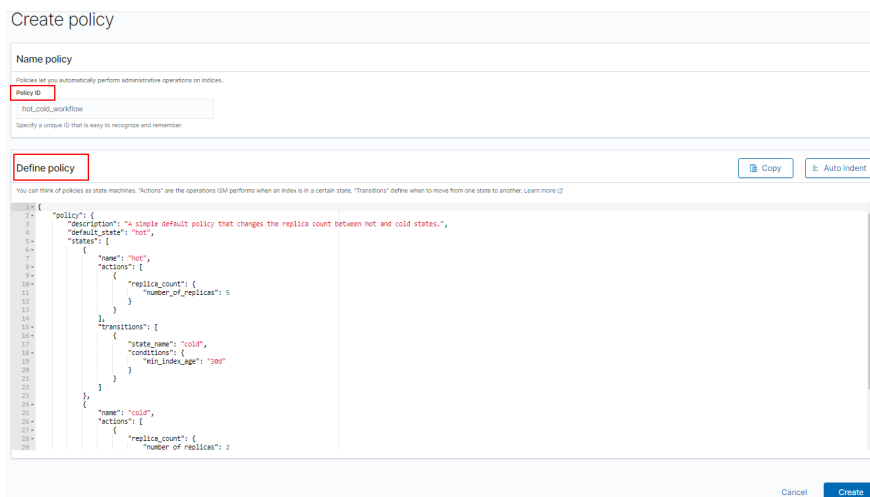 Create policy
Name policy
Policies let you automatically perform administrative operations on indices.
Policy ID
hot_cold_workflow
Specify a unique ID that is easy to recognize and remember.
Define policy
Copy
Auto indent
You can think of policies as state machines. "Actions" are the operations ISM performs when an index is in a certain state. "Transitions" define when to move from one state to another. Learn more
1 {
2 "policy": {
3 "description": "A simple default policy that changes the replica count between hot and cold states.",
4 "default_state": "hot",
5 "states": [
6 {
7 "name": "hot",
8 "actions": [
9 {
10 "replica_count": {
11 "number_of_replicas": 5
12 }
13 }
14 ],
15 "transitions": [
16 {
17 "state_name": "cold",
18 "conditions": {
19 "min_index_age": "30d"
20 }
21 }
22 ]
23 },
24 {
25 "name": "cold",
26 "actions": [
27 {
28 "replica_count": {
29 "number_of_replicas": 2
Cancel
Create